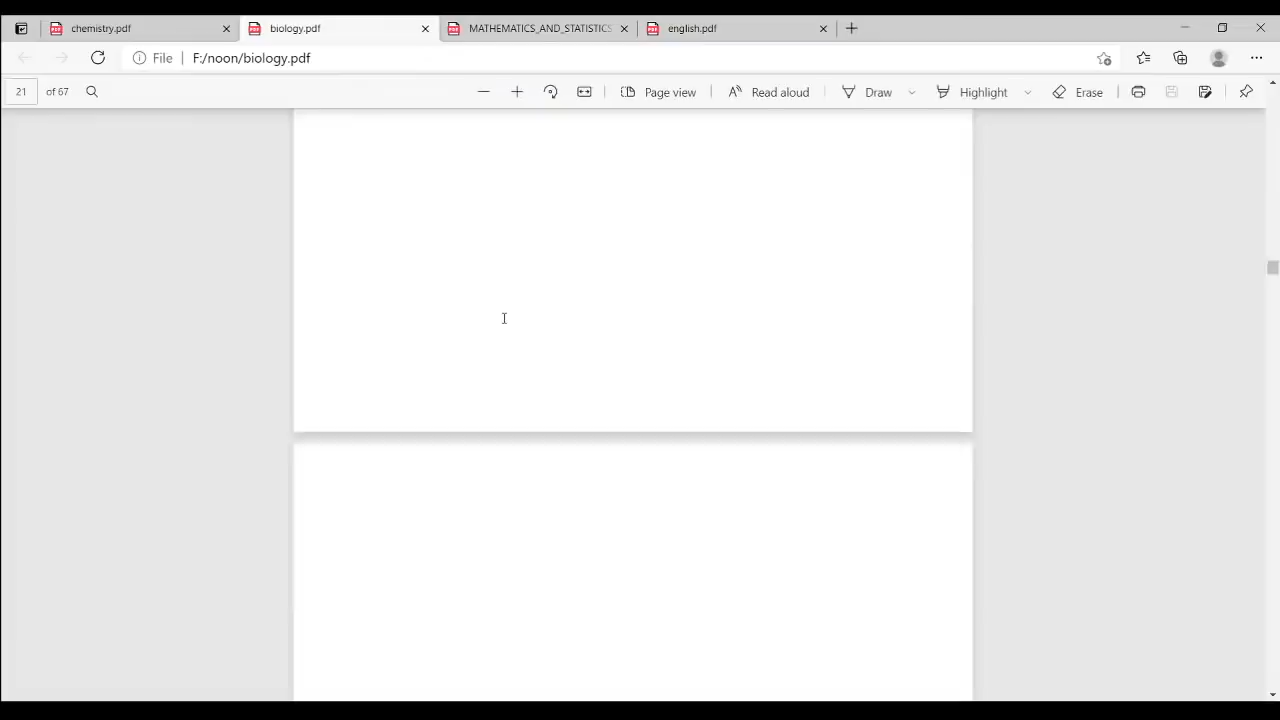 chemistry.pdf
biology.pdf
MATHEMATICS_AND_STATISTICS
english.pdf
File
F:/noon/biology.pdf
21 of 67
Page view
Read aloud
Draw
Highlight
Erase